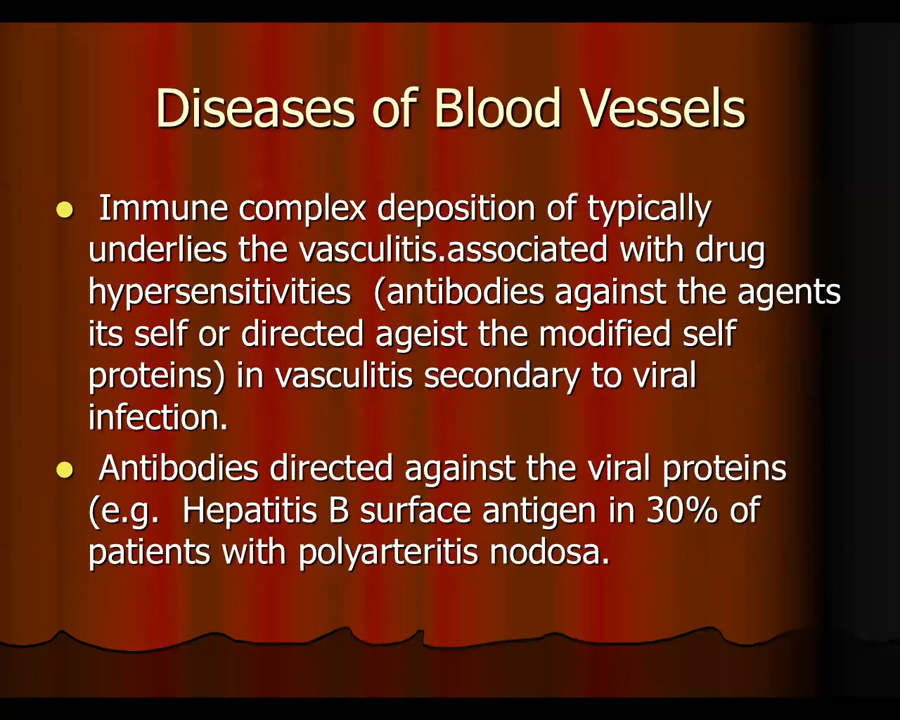 Diseases of Blood Vessels
Immune complex deposition of typically
underlies the vasculitis.associated with drug
hypersensitivities (antibodies against the agents
its self or directed ageist the modified self
proteins) in vasculitis secondary to viral
infection.
Antibodies directed against the viral proteins
(e.g. Hepatitis B surface antigen in 30% of
patients with polyarteritis nodosa.